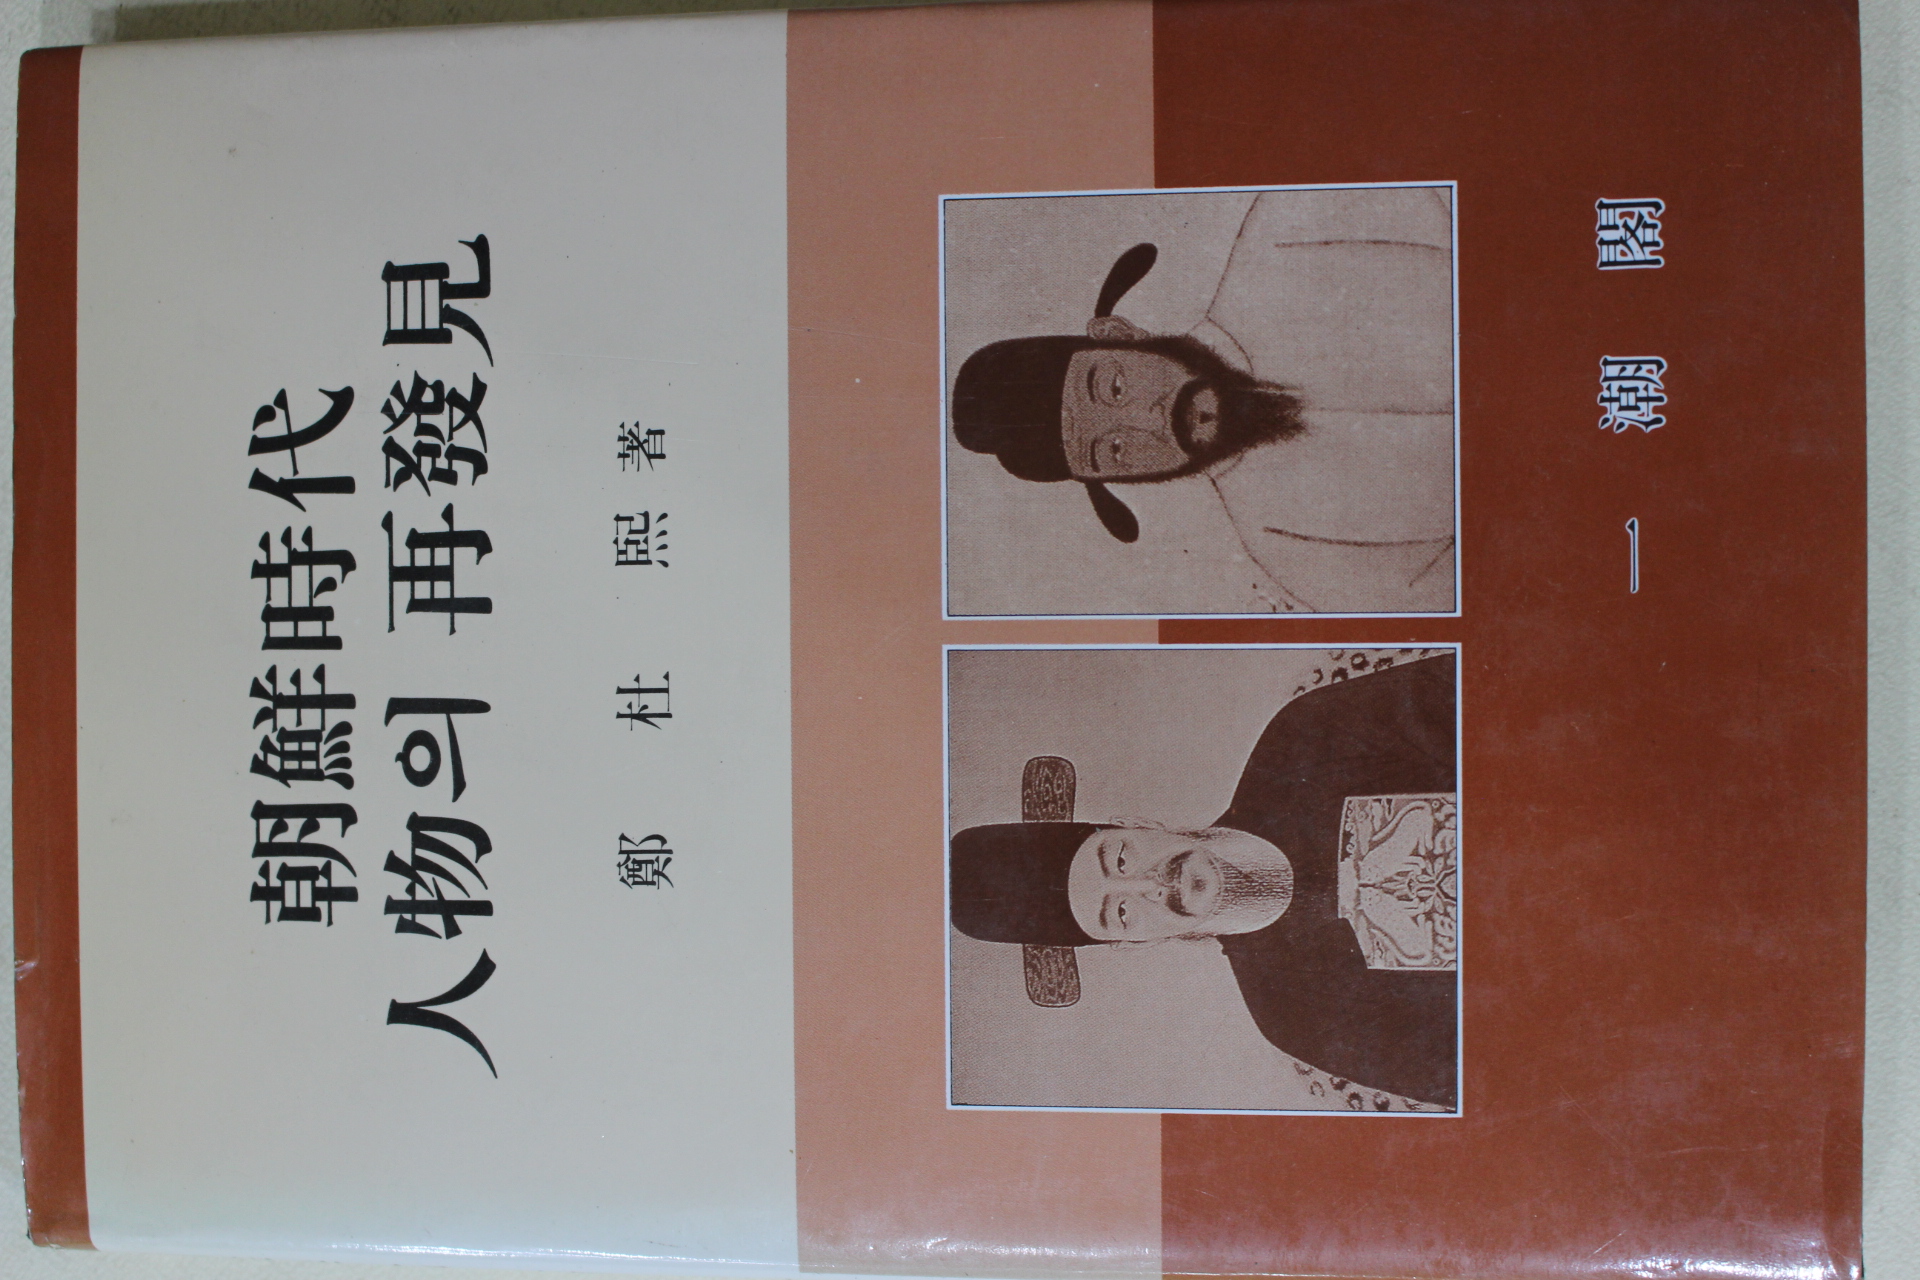 朝鮮時代
人物의 再發見
鄭杜熙 著
一潮閣